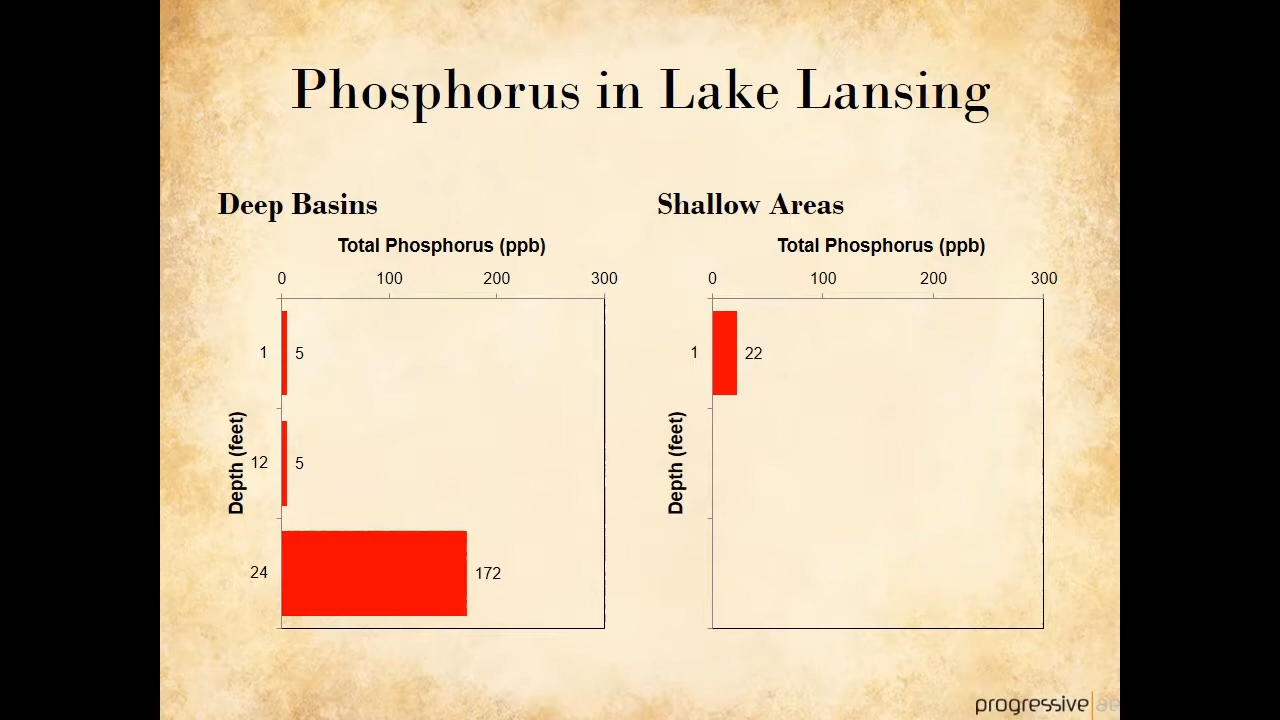 Phosphorus in Lake Lansing
Deep Basins
Total Phosphorus (ppb)
0 100 200 300
1 5
12 5
24 172
Depth (feet)
Shallow Areas
Total Phosphorus (ppb)
0 100 200 300
1 22
Depth (feet)
progressive ae